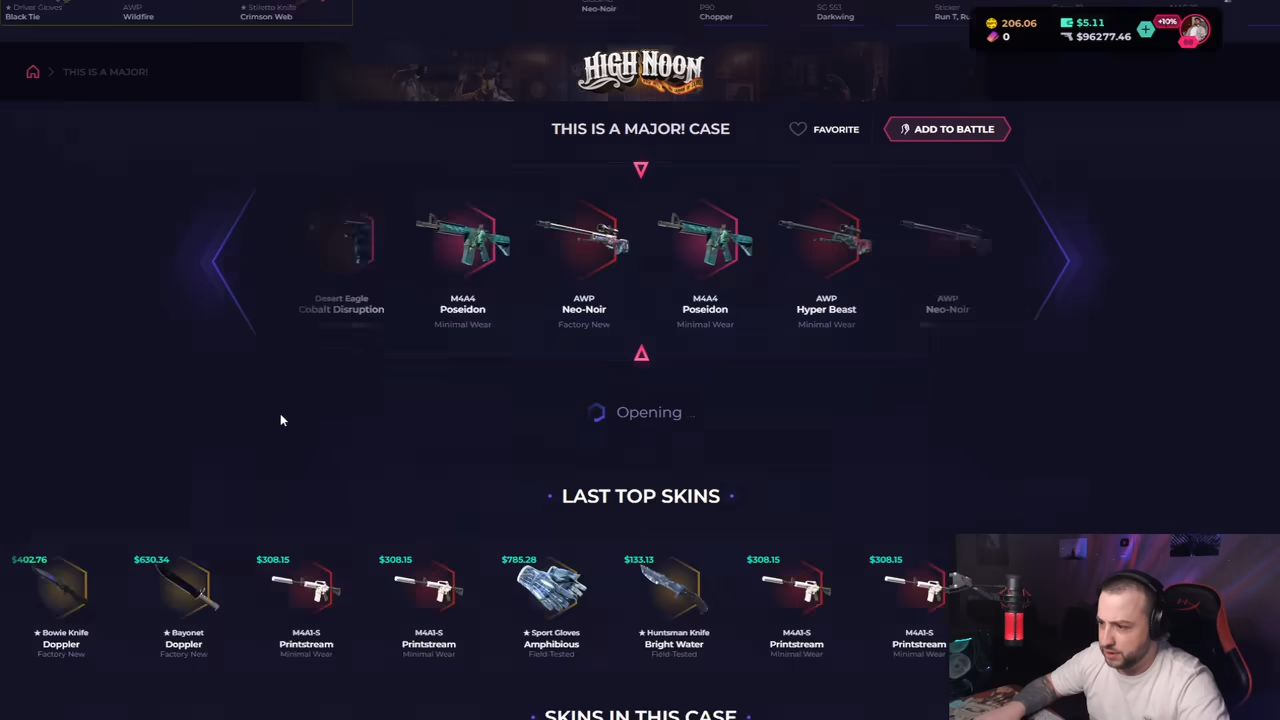 ★ Driver Gloves
Black Tie
AWP
Wildfire
★ Stiletto Knife
Crimson Web
Neo-Noir
P90
Chopper
SG 553
Darkwing
Sticker
Run T, Ru
206.06
0
$5.11
$96277.46
+10%
THIS IS A MAJOR!
HIGH NOON
THIS IS A MAJOR! CASE
FAVORITE
ADD TO BATTLE
Desert Eagle
Cobalt Disruption
M4A4
Poseidon
Minimal Wear
AWP
Neo-Noir
Factory New
M4A4
Poseidon
Minimal Wear
AWP
Hyper Beast
Minimal Wear
AWP
Neo-Noir
Opening ...
LAST TOP SKINS
$402.76
★ Bowie Knife
Doppler
Factory New
$630.34
★ Bayonet
Doppler
Factory New
$308.15
M4A1-S
Printstream
Minimal Wear
$308.15
M4A1-S
Printstream
Minimal Wear
$785.28
★ Sport Gloves
Amphibious
Field-Tested
$133.13
★ Huntsman Knife
Bright Water
Field-Tested
$308.15
M4A1-S
Printstream
Minimal Wear
$308.15
M4A1-S
Printstream
Minimal Wear
SKINS IN THIS CASE